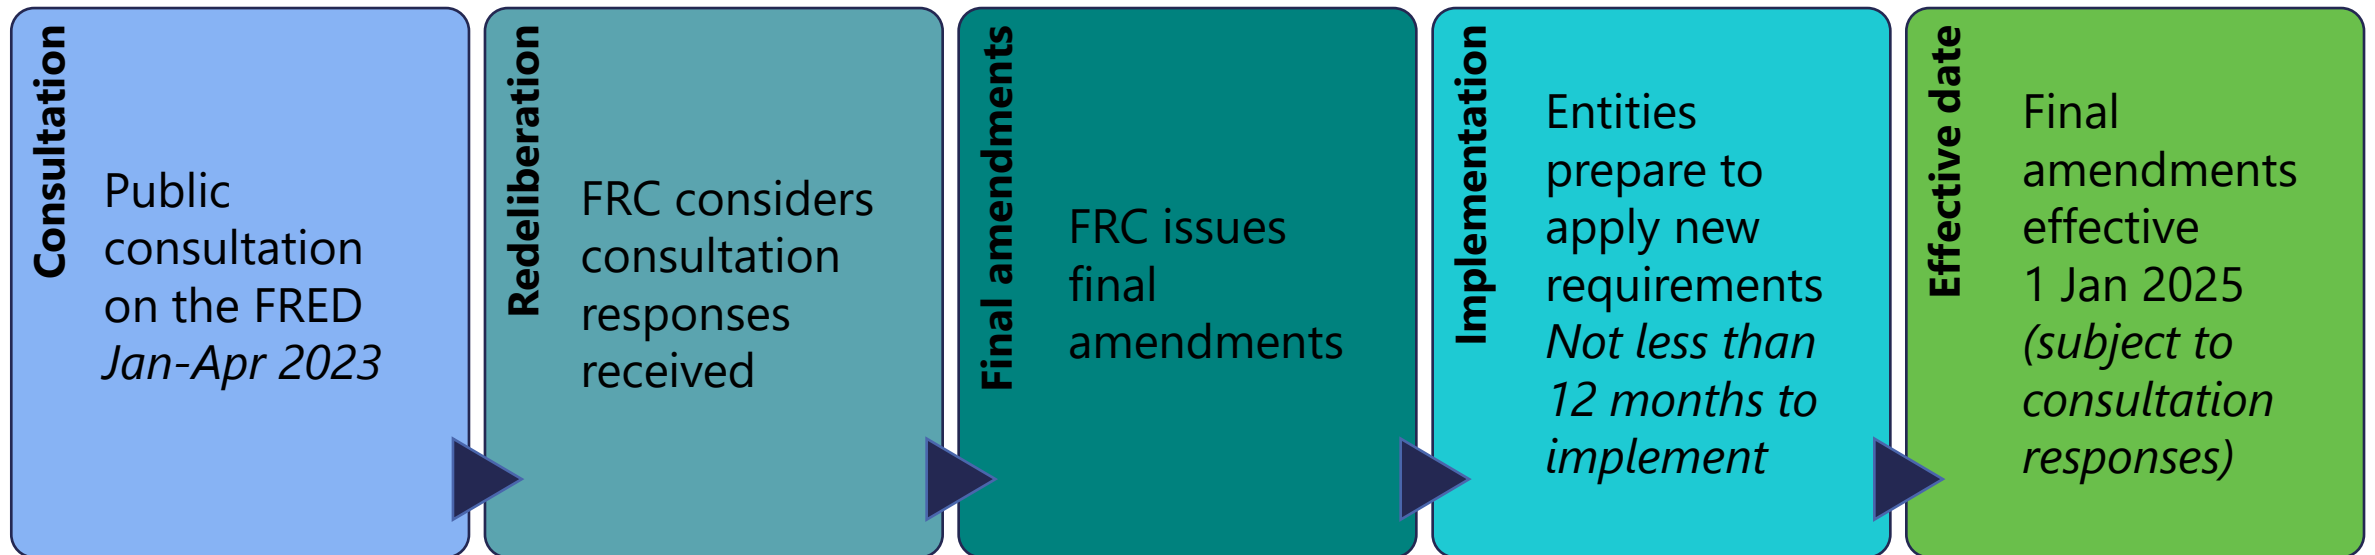 Consultation
Public
consultation
on the FRED
Jan-Apr 2023
Redeliberation
FRC considers
consultation
responses
received
Final amendments
FRC issues
final
amendments
Implementation
Entities
prepare to
apply new
requirements
Not less than
12 months to
implement
Effective date
Final
amendments
effective
1 Jan 2025
(subject to
consultation
responses)